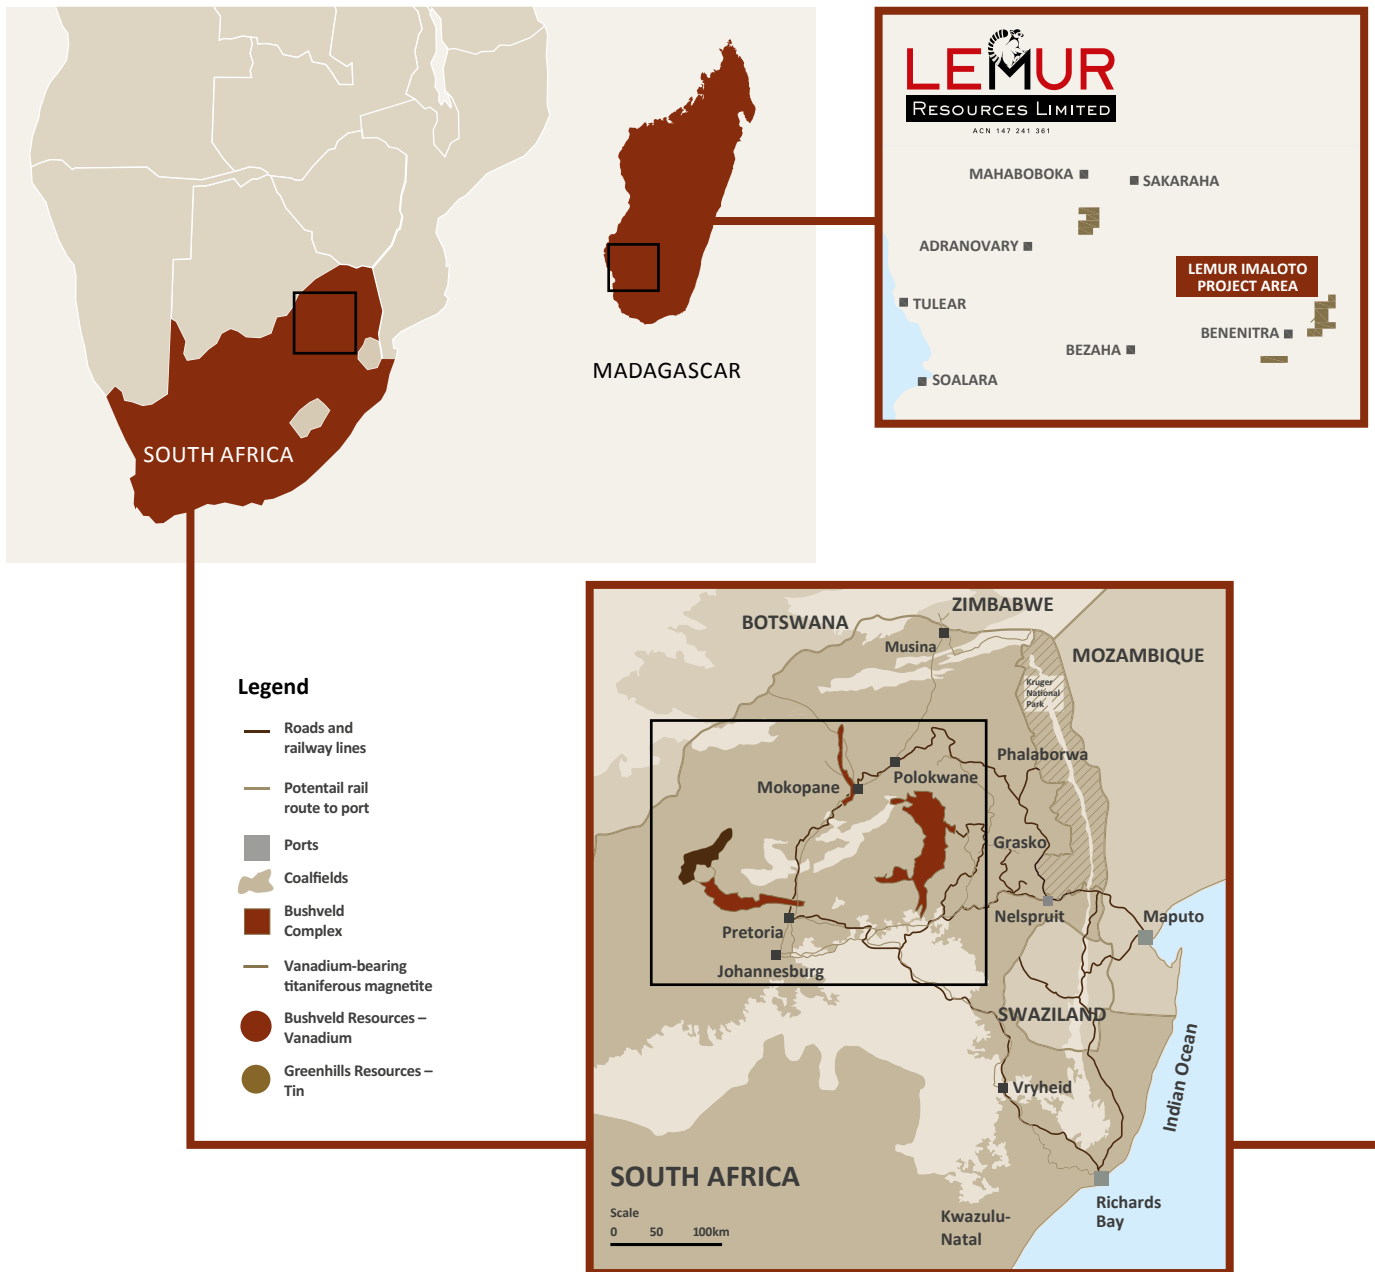 MADAGASCAR
SOUTH AFRICA
LEMUR
RESOURCES LIMITED
ACN 147 241 361
MAHABOBOKA
SAKARAHA
ADRANOVARY
LEMUR IMALOTO
PROJECT AREA
TULEAR
BENENITRA
BEZAHA
SOALARA
Legend
Roads and
railway lines
Potentail rail
route to port
Ports
Coalfields
Bushveld
Complex
Vanadium-bearing
titaniferous magnetite
Bushveld Resources –
Vanadium
Greenhills Resources –
Tin
ZIMBABWE
BOTSWANA
Musina
MOZAMBIQUE
Kruger
National
Park
Phalaborwa
Polokwane
Mokopane
Grasko
Nelspruit
Maputo
Pretoria
Johannesburg
SWAZILAND
Indian Ocean
Vryheid
SOUTH AFRICA
Richards
Bay
Kwazulu-
Natal
Scale
0 50 100km